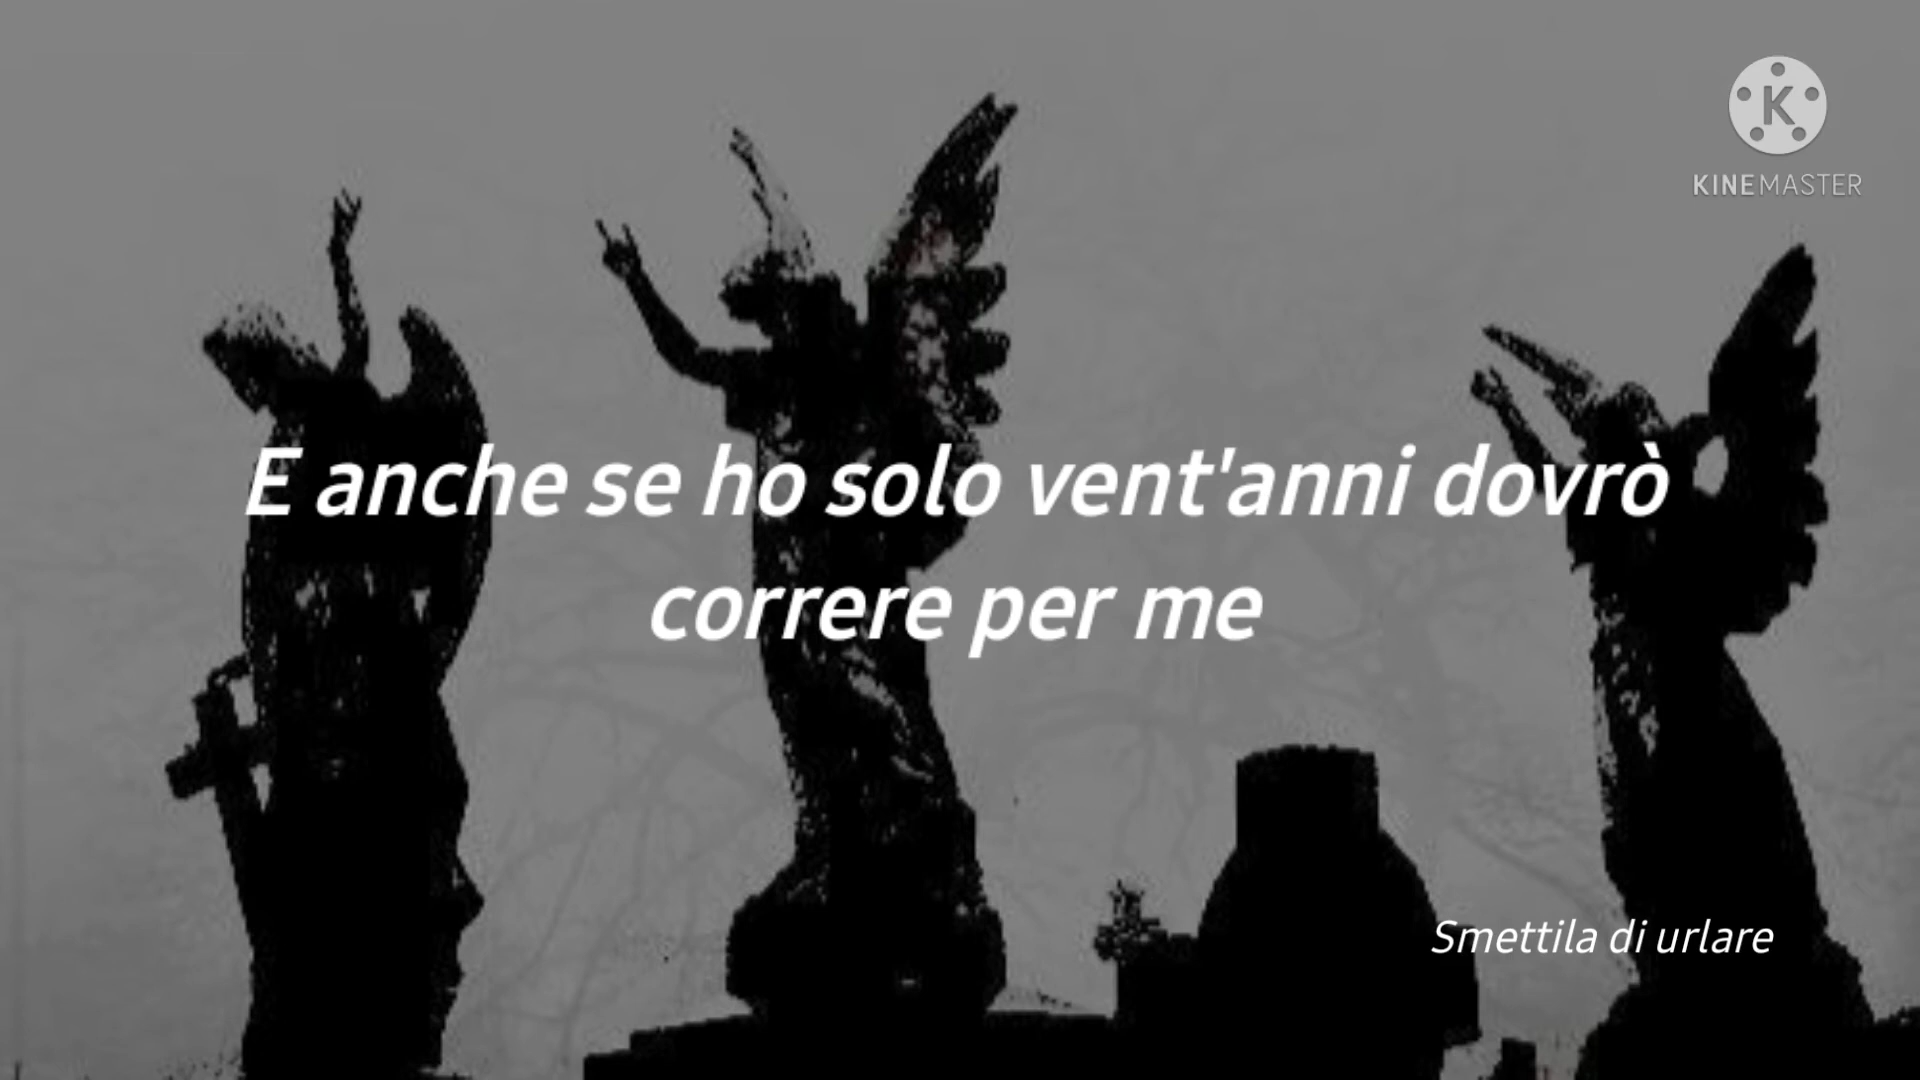 KINEMASTER
E anche se ho solo vent'anni dovrò
correre per me
Smettila di urlare